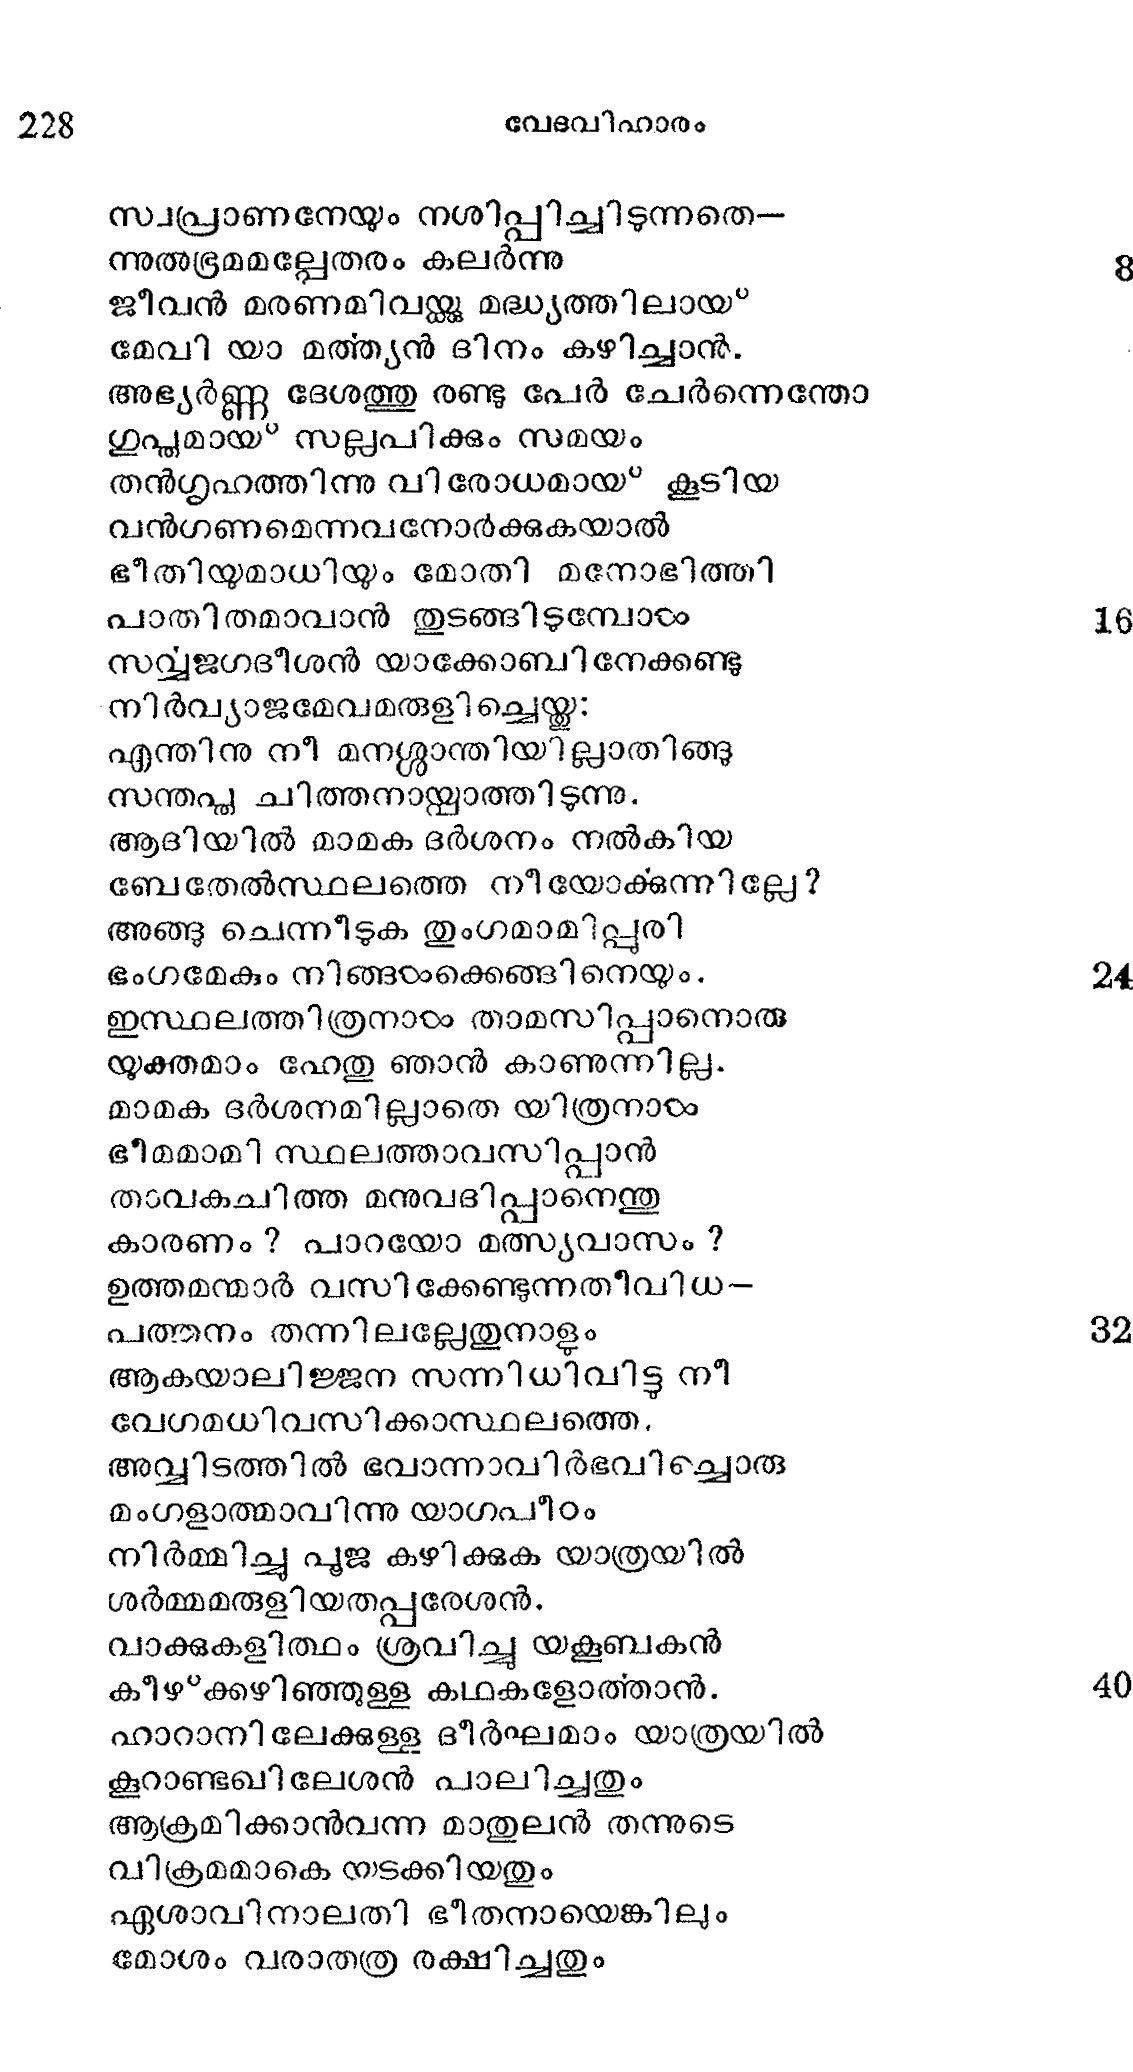 228 വേദവിഹാരം
സ്വപ്രാണനേയും നശിപ്പിച്ചിടുന്നതെ—
ന്നുൽഭ്രമമല്പേതരം കലർന്നു 8
ജീവൻ മരണമിവയ്ക്കു മദ്ധ്യത്തിലായ്
മേവി യാ മർത്ത്യൻ ദിനം കഴിച്ചാൻ.
അഭ്യർണ്ണ ദേശത്തു രണ്ടു പേർ ചേർന്നെന്തോ
ഗുപ്തമായ് സല്ലപിക്കും സമയം
തൻഗൃഹത്തിന്നു വിരോധമായ് കൂടിയ
വൻഗണമെന്നവനോർക്കുകയാൽ
ഭീതിയുമാധിയും മോതി മനോഭിത്തി
പാതിതമാവാൻ തുടങ്ങിടുമ്പോൾ 16
സർവ്വജഗദീശൻ യാക്കോബിനേക്കണ്ടു
നിർവ്യാജമേവമരുളിച്ചെയ്തു:
എന്തിനു നീ മനശ്ശാന്തിയില്ലാതിങ്ങു
സന്തപ്ത ചിത്തനായ്പാർത്തിടുന്നു.
ആദിയിൽ മാമക ദർശനം നൽകിയ
ബേതേൽസ്ഥലത്തെ നീയോർക്കുന്നില്ലേ?
അങ്ങു ചെന്നീടുക തുംഗമാമിപ്പുരി
ഭംഗമേകും നിങ്ങൾക്കെങ്ങിനെയും. 24
ഇസ്ഥലത്തിത്രനാൾ താമസിപ്പാനൊരു
യുക്തമാം ഹേതു ഞാൻ കാണുന്നില്ല.
മാമക ദർശനമില്ലാതെ യിത്രനാൾ
ഭീമമാമി സ്ഥലത്താവസിപ്പാൻ
താവകചിത്ത മനുവദിപ്പാനെന്തു
കാരണം? പാറയോ മത്സ്യവാസം?
ഉത്തമന്മാർ വസിക്കേണ്ടുന്നതീവിധ—
പത്തനം തന്നിലല്ലേതുനാളും 32
ആകയാലിജ്ജന സന്നിധിവിട്ടു നീ
വേഗമധിവസിക്കാസ്ഥലത്തെ.
അവ്വിടത്തിൽ ഭവാന്നാവിർഭവിച്ചൊരു
മംഗളാത്മാവിന്നു യാഗപീഠം
നിർമ്മിച്ചു പൂജ കഴിക്കുക യാത്രയിൽ
ശർമ്മമരുളിയതപ്പരേശൻ.
വാക്കുകളിത്ഥം ശ്രവിച്ചു യക്കൂബകൻ
കീഴ്ക്കഴിഞ്ഞുള്ള കഥകളോർത്താൻ. 40
ഹാറാനിലേക്കുള്ള ദീർഘമാം യാത്രയിൽ
കൂറാണ്ടഖിലേശൻ പാലിച്ചതും
ആക്രമിക്കാൻവന്ന മാതുലൻ തന്നുടെ
വിക്രമമാകെ യടക്കിയതും
ഏശാവിനാലതി ഭീതനായെങ്കിലും
മോശം വരാതത്ര രക്ഷിച്ചതും